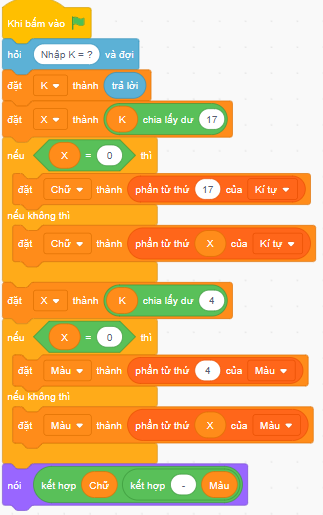 Khi bấm vào
hỏi Nhập K = ? và đợi
đặt K thành trả lời
đặt X thành K chia lấy dư 17
nếu X = 0 thì
đặt Chữ thành phần tử thứ 17 của Kí tự
nếu không thì
đặt Chữ thành phần tử thứ X của Kí tự
đặt X thành K chia lấy dư 4
nếu X = 0 thì
đặt Màu thành phần tử thứ 4 của Màu
nếu không thì
đặt Màu thành phần tử thứ X của Màu
nói kết hợp Chữ kết hợp - Màu